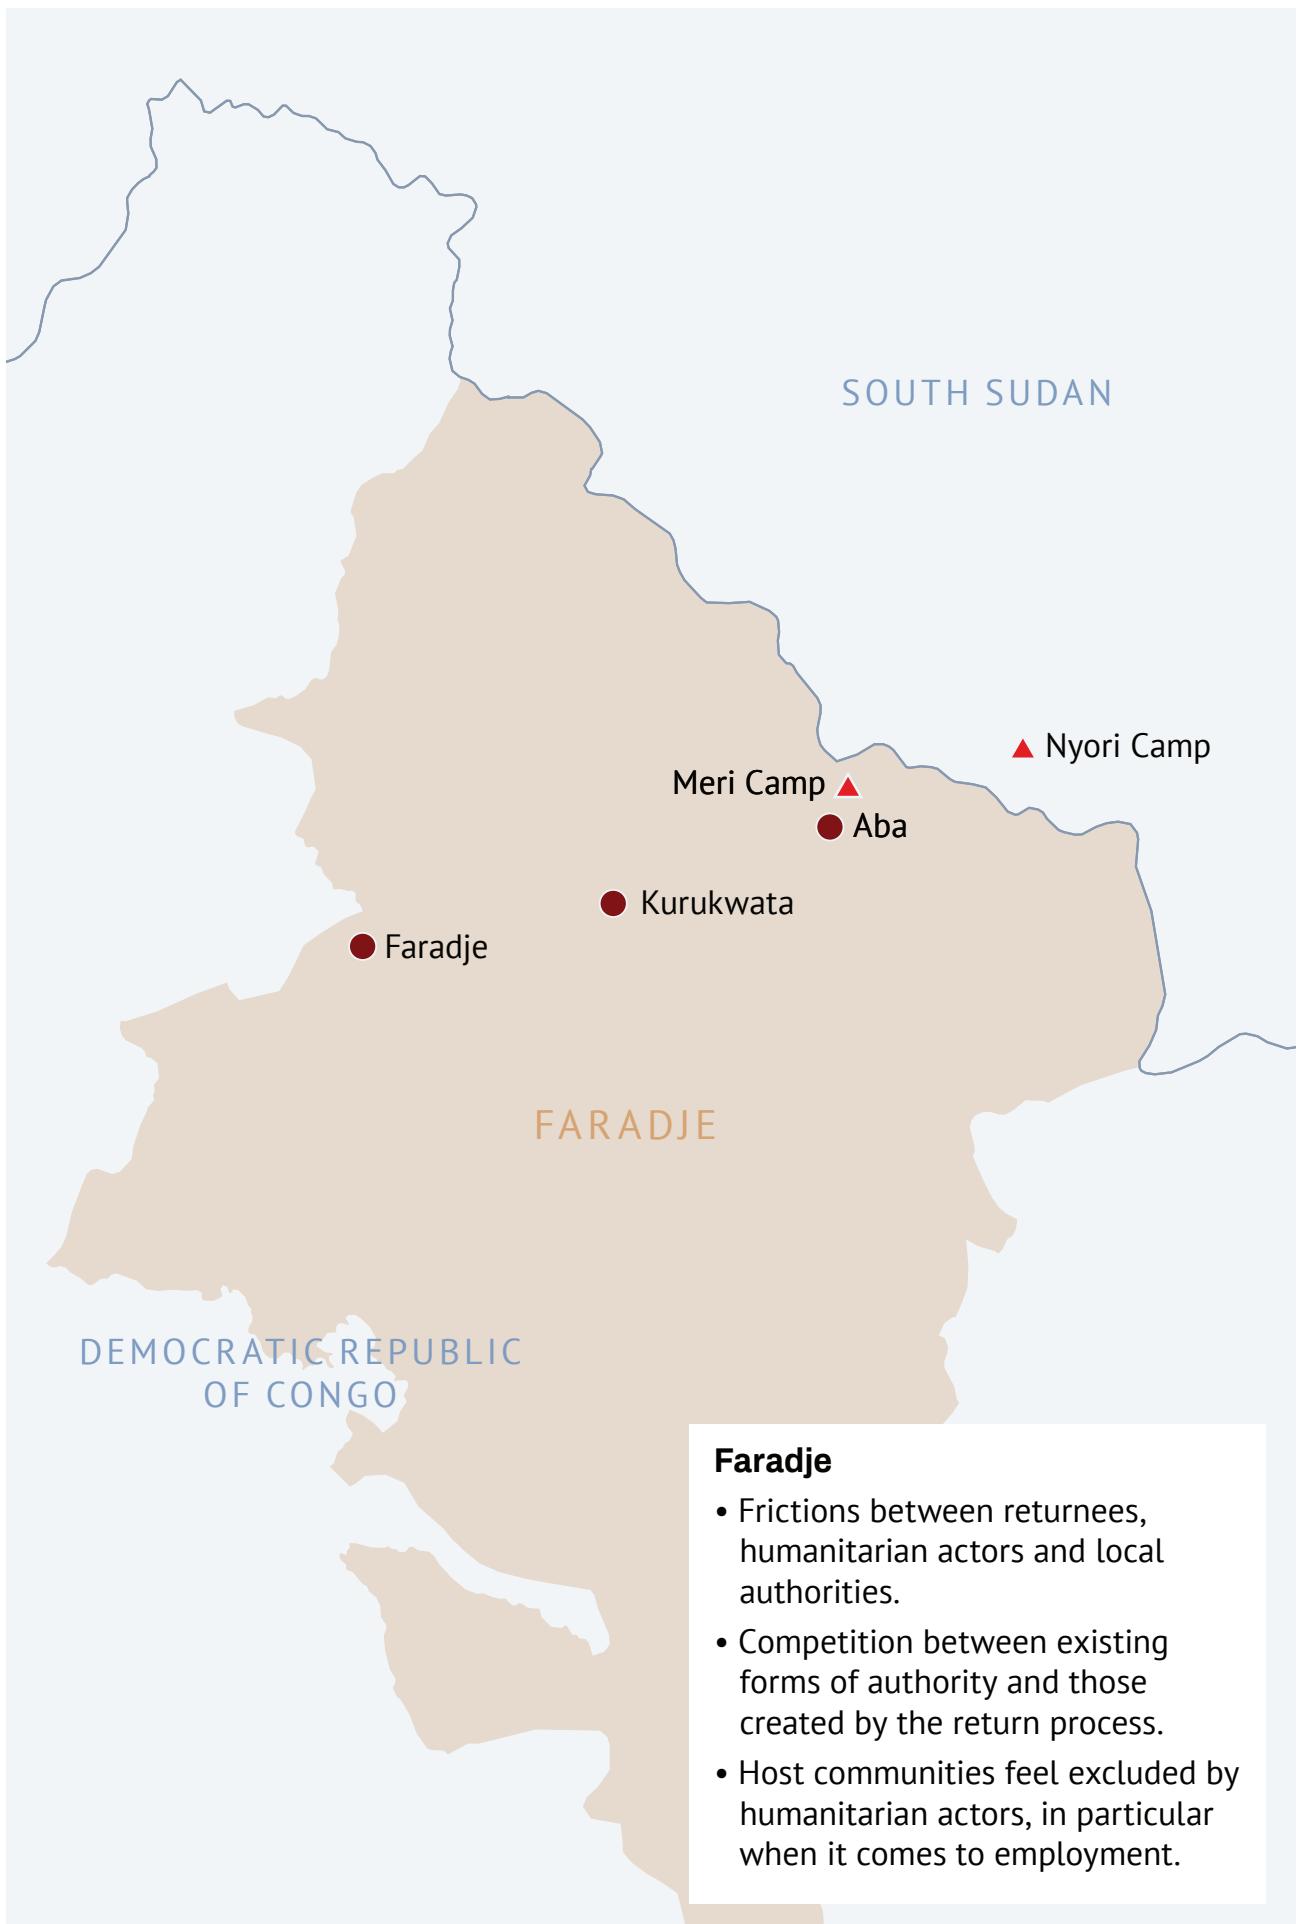 SOUTH SUDAN
Nyori Camp
Meri Camp
Aba
Kurukwata
Faradje
FARADJE
DEMOCRATIC REPUBLIC
OF CONGO
Faradje
• Frictions between returnees,
humanitarian actors and local
authorities.
• Competition between existing
forms of authority and those
created by the return process.
• Host communities feel excluded by
humanitarian actors, in particular
when it comes to employment.